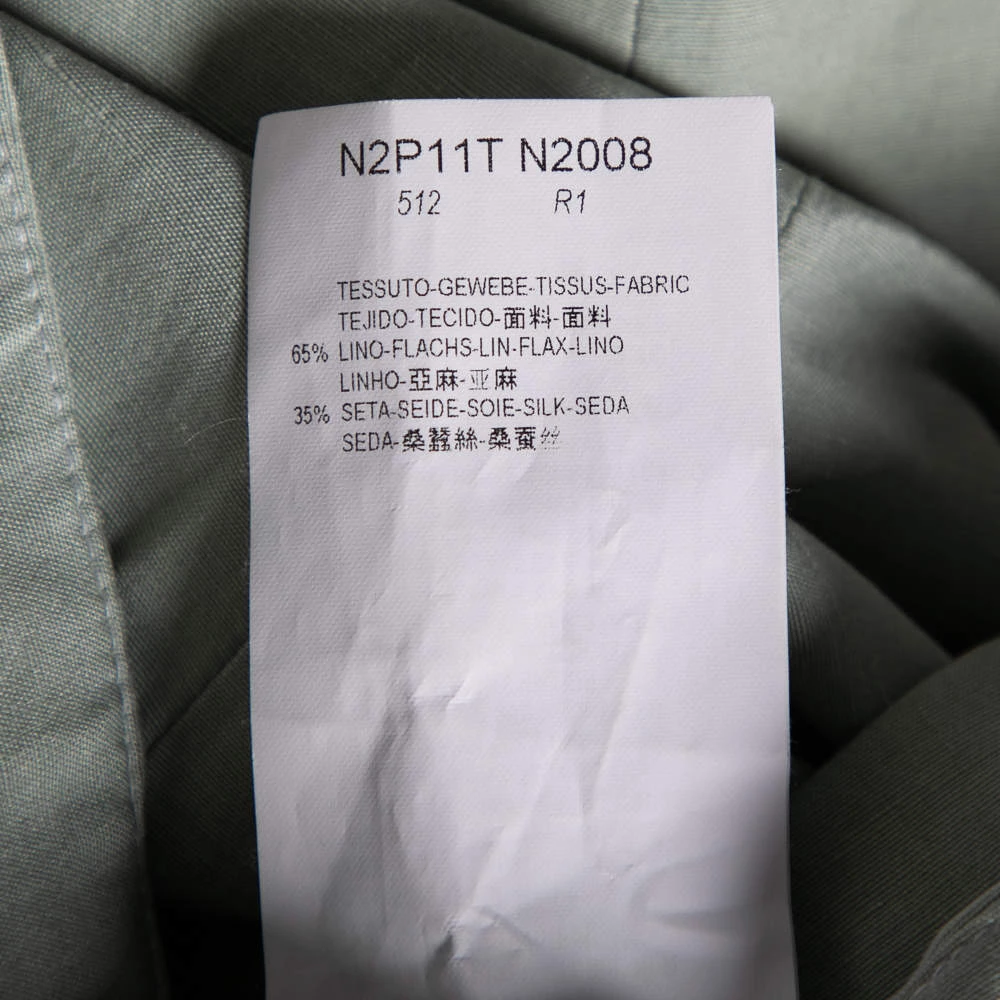 N2P11T N2008
512 R1
TESSUTO-GEWEBE-TISSUS-FABRIC
TEJIDO-TECIDO-面料-面料
65% LINO-FLACHS-LIN-FLAX-LINO
LINHO-亞麻-亚麻
35% SETA-SEIDE-SOIE-SILK-SEDA
SEDA-桑蠶絲-桑蚕丝